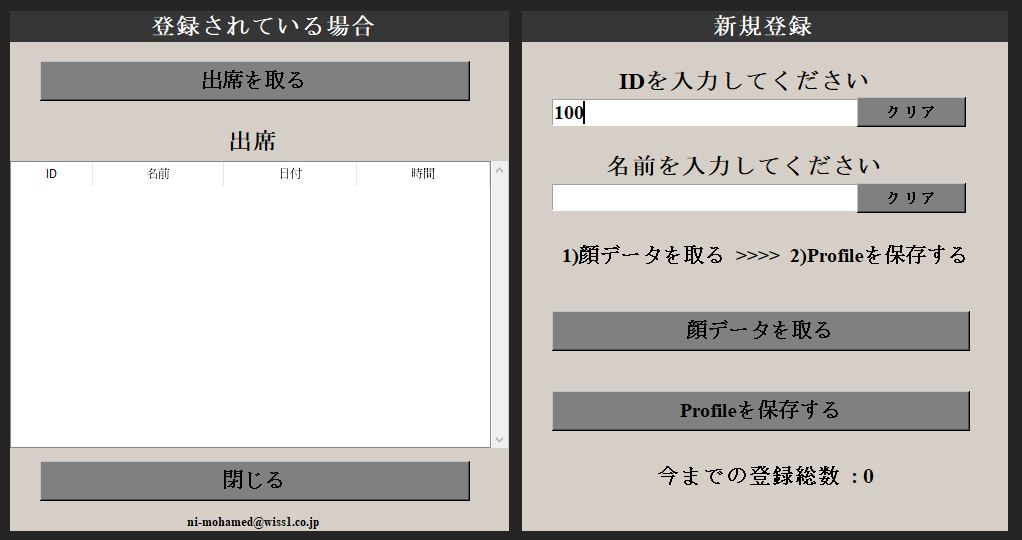 登録されている場合
出席を取る
出席
ID 名前 日付 時間
閉じる
ni-mohamed@wiss1.co.jp
新規登録
IDを入力してください
100 クリア
名前を入力してください
クリア
1)顔データを取る >>>> 2)Profileを保存する
顔データを取る
Profileを保存する
今までの登録総数 : 0